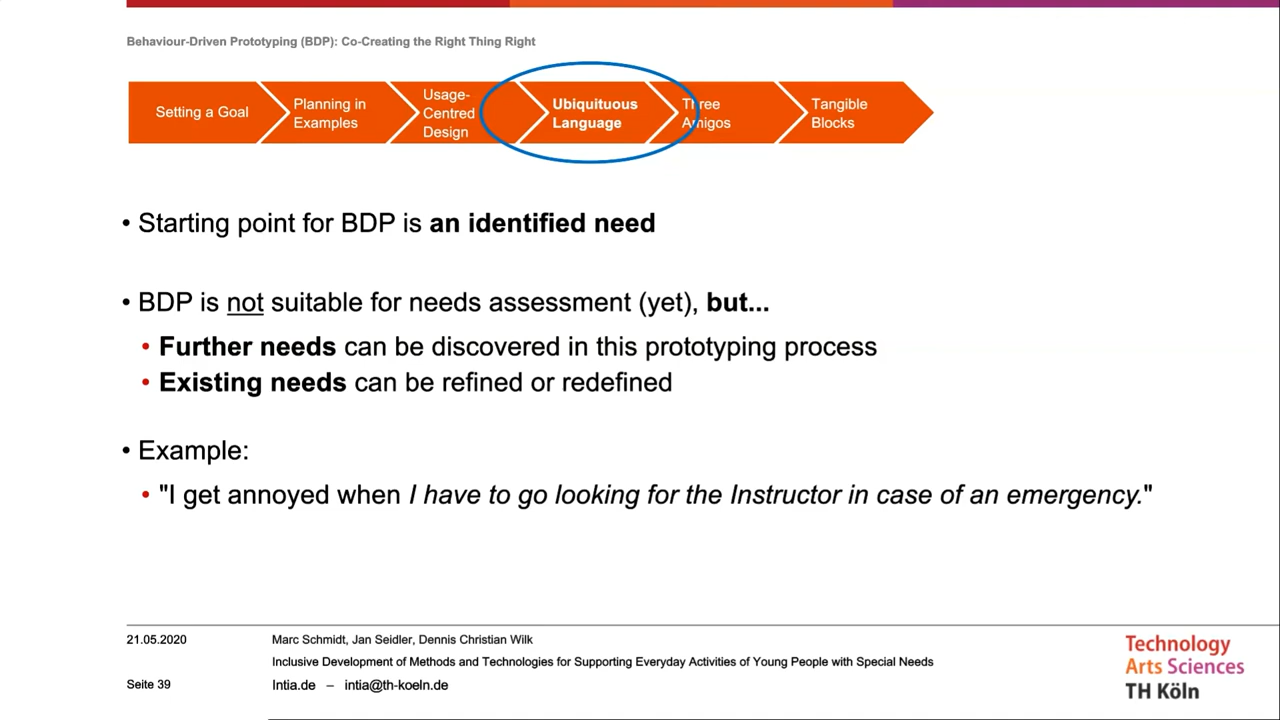 Behaviour-Driven Prototyping (BDP): Co-Creating the Right Thing Right
Setting a Goal
Planning in
Examples
Usage-
Centred
Design
Ubiquituous
Language
Three
Amigos
Tangible
Blocks
• Starting point for BDP is an identified need
• BDP is not suitable for needs assessment (yet), but...
• Further needs can be discovered in this prototyping process
• Existing needs can be refined or redefined
• Example:
• "I get annoyed when I have to go looking for the Instructor in case of an emergency."
21.05.2020
Marc Schmidt, Jan Seidler, Dennis Christian Wilk
Inclusive Development of Methods and Technologies for Supporting Everyday Activities of Young People with Special Needs
Seite 39
Intia.de – intia@th-koeln.de
Technology
Arts Sciences
TH Köln